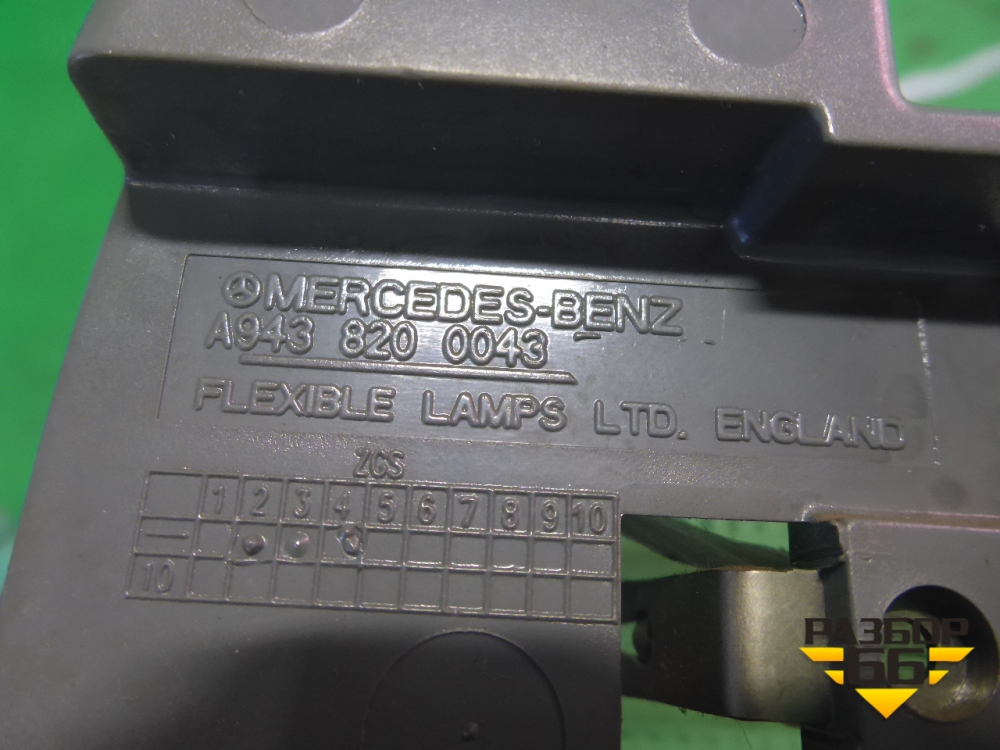 MERCEDES-BENZ
A943 820 0043
FLEXIBLE LAMPS LTD. ENGLAND
ZGS
1 2 3 4 5 6 7 8 9 10
10
РАЗБОР
66